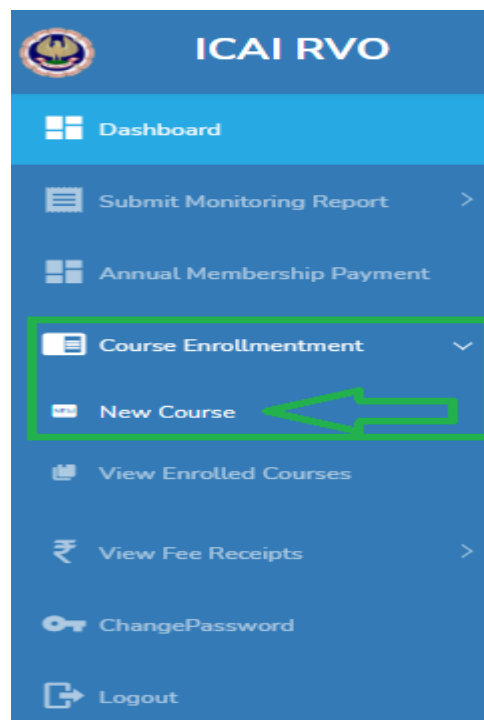 ICAI RVO
Dashboard
Submit Monitoring Report
Annual Membership Payment
Course Enrollmentment
New Course
View Enrolled Courses
₹ View Fee Receipts
ChangePassword
Logout